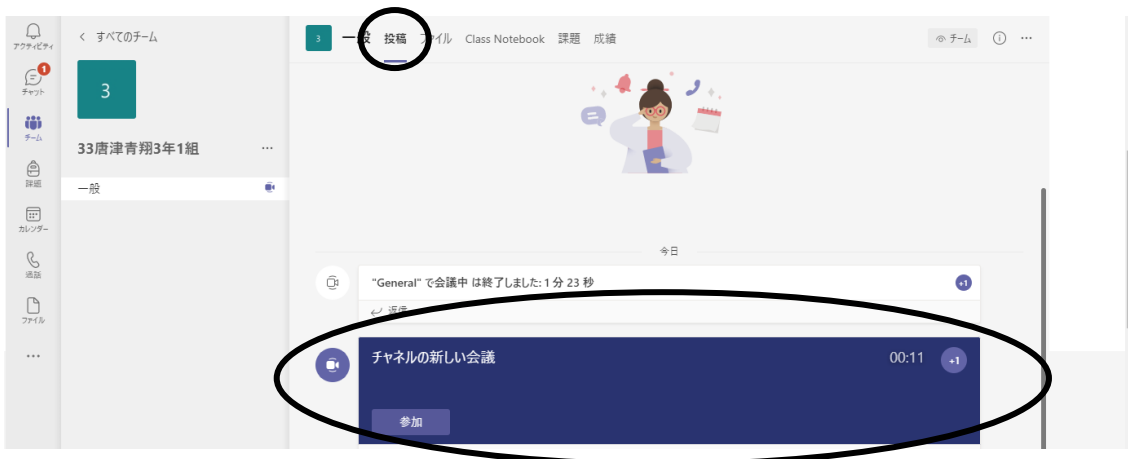 アクティビティ
チャット
1
チーム
課題
カレンダー
通話
ファイル
…
< すべてのチーム
3
33唐津青翔3年1組 …
一般
3 一般 投稿 ファイル Class Notebook 課題 成績 チーム …
今日
"General" で会議中 は終了しました: 1 分 23 秒 +1
返信
チャネルの新しい会議 00:11 +1
参加